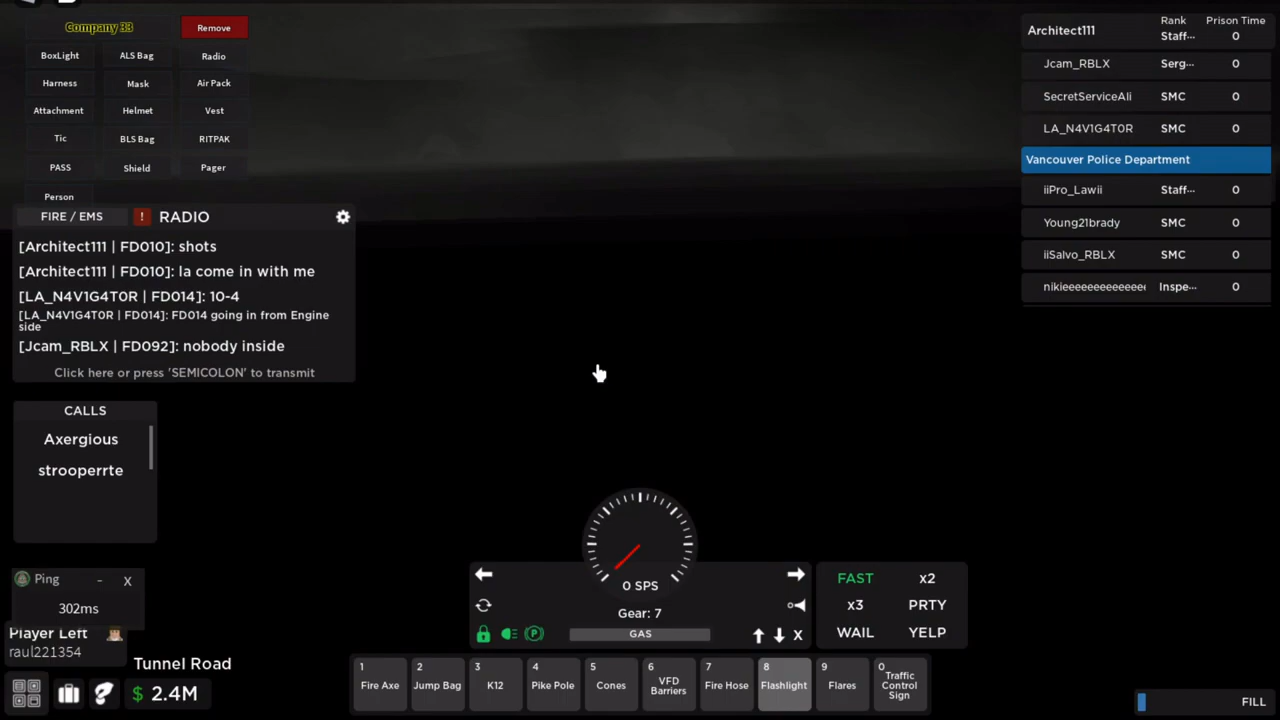 Company 33
Remove
BoxLight ALS Bag Radio
Harness Mask Air Pack
Attachment Helmet Vest
Tic BLS Bag RITPAK
PASS Shield Pager
Person
FIRE / EMS ! RADIO
[Architect111 | FD010]: shots
[Architect111 | FD010]: la come in with me
[LA_N4V1G4T0R | FD014]: 10-4
[LA_N4V1G4T0R | FD014]: FD014 going in from Engine
side
[Jcam_RBLX | FD092]: nobody inside
Click here or press 'SEMICOLON' to transmit
CALLS
Axergious
strooperrte
Ping - X
302ms
Player Left
raul221354
Tunnel Road
$ 2.4M
Rank Prison Time
Architect111 Staff... 0
Jcam_RBLX Serg... 0
SecretServiceAli SMC 0
LA_N4V1G4T0R SMC 0
Vancouver Police Department
iiPro_Lawii Staff... 0
Young21brady SMC 0
iiSalvo_RBLX SMC 0
nikieeeeeeeeeeeeee Inspe... 0
0 SPS
Gear: 7
P
GAS
X
FAST x2
x3 PRTY
WAIL YELP
1 Fire Axe
2 Jump Bag
3 K12
4 Pike Pole
5 Cones
6 VFD Barriers
7 Fire Hose
8 Flashlight
9 Flares
0 Traffic Control Sign
FILL